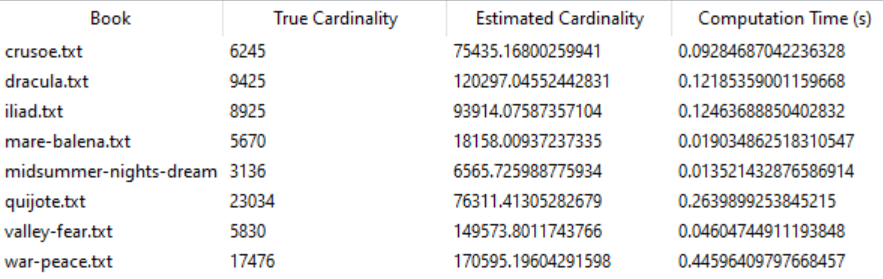 Book True Cardinality Estimated Cardinality Computation Time (s)
crusoe.txt 6245 75435.16800259941 0.09284687042236328
dracula.txt 9425 120297.04552442831 0.12185359001159668
iliad.txt 8925 93914.07587357104 0.12463688850402832
mare-balena.txt 5670 18158.00937237335 0.019034862518310547
midsummer-nights-dream 3136 6565.725988775934 0.013521432876586914
quijote.txt 23034 76311.41305282679 0.2639899253845215
valley-fear.txt 5830 149573.8011743766 0.04604744911193848
war-peace.txt 17476 170595.19604291598 0.44596409797668457